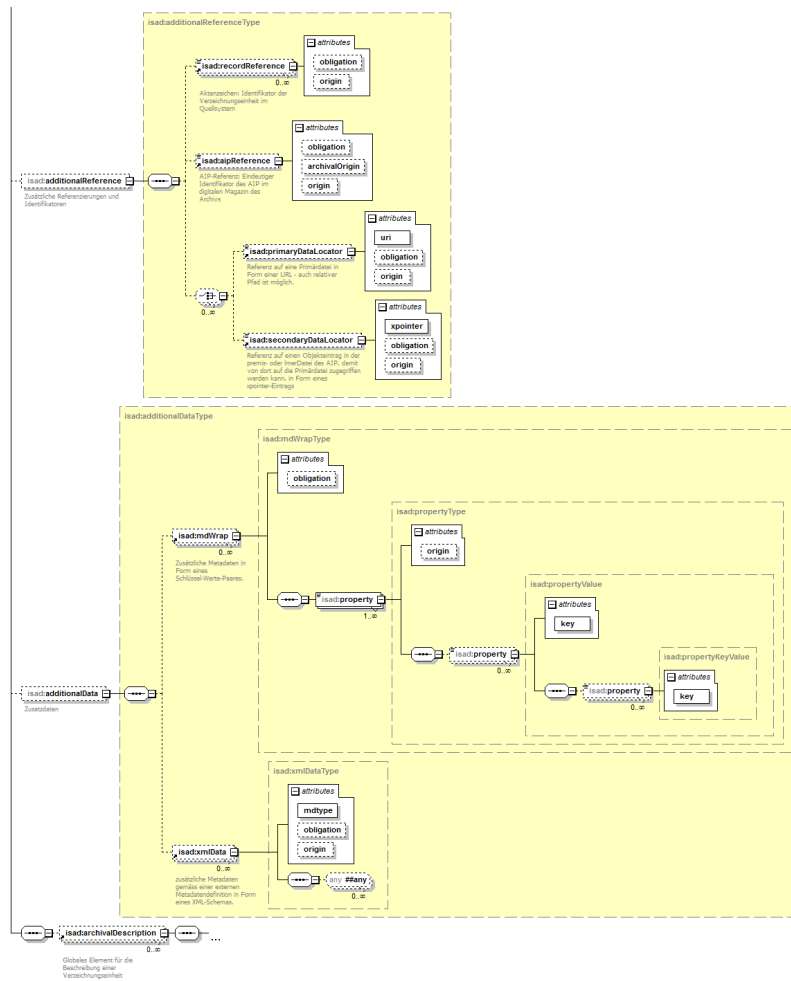 isad:additionalReferenceType
attributes
isad:recordReference
obligation
origin
0..∞
Aktenzeichen: Identifikator der
Verzeichnungseinheit im
Quellsystem
attributes
obligation
isad:aipReference
archivalOrigin
origin
AIP-Referenz: Eindeutiger
Identifikator des AIP im
digitalen Magazin des
Archivs
isad:additionalReference
Zusätzliche Referenzierungen und
Identifikatoren
attributes
uri
isad:primaryDataLocator
obligation
origin
Referenz auf eine Primärdatei in
Form einer URL - auch relativer
Pfad ist möglich.
0..∞
attributes
xpointer
isad:secondaryDataLocator
obligation
origin
Referenz auf einen Objekteintrag in der
premis- oder lmerDatei des AIP, damit
von dort auf die Primärdatei zugegriffen
werden kann, in Form eines
xpointer-Eintrags
isad:additionalDataType
isad:mdWrapType
attributes
obligation
isad:propertyType
attributes
origin
isad:mdWrap
0..∞
Zusätzliche Metadaten in
Form eines
Schlüssel-Werte-Paares.
isad:property
1..∞
isad:propertyValue
attributes
key
isad:property
0..∞
isad:propertyKeyValue
attributes
isad:property
key
0..∞
isad:additionalData
Zusatzdaten
isad:xmlDataType
attributes
mdtype
obligation
origin
isad:xmlData
0..∞
zusätzliche Metadaten
gemäss einer externen
Metadatendefinition in Form
eines XML-Schemas.
any ##any
0..∞
isad:archivalDescription
...
0..∞
Globales Element für die
Beschreibung einer
Verzeichnungseinheit